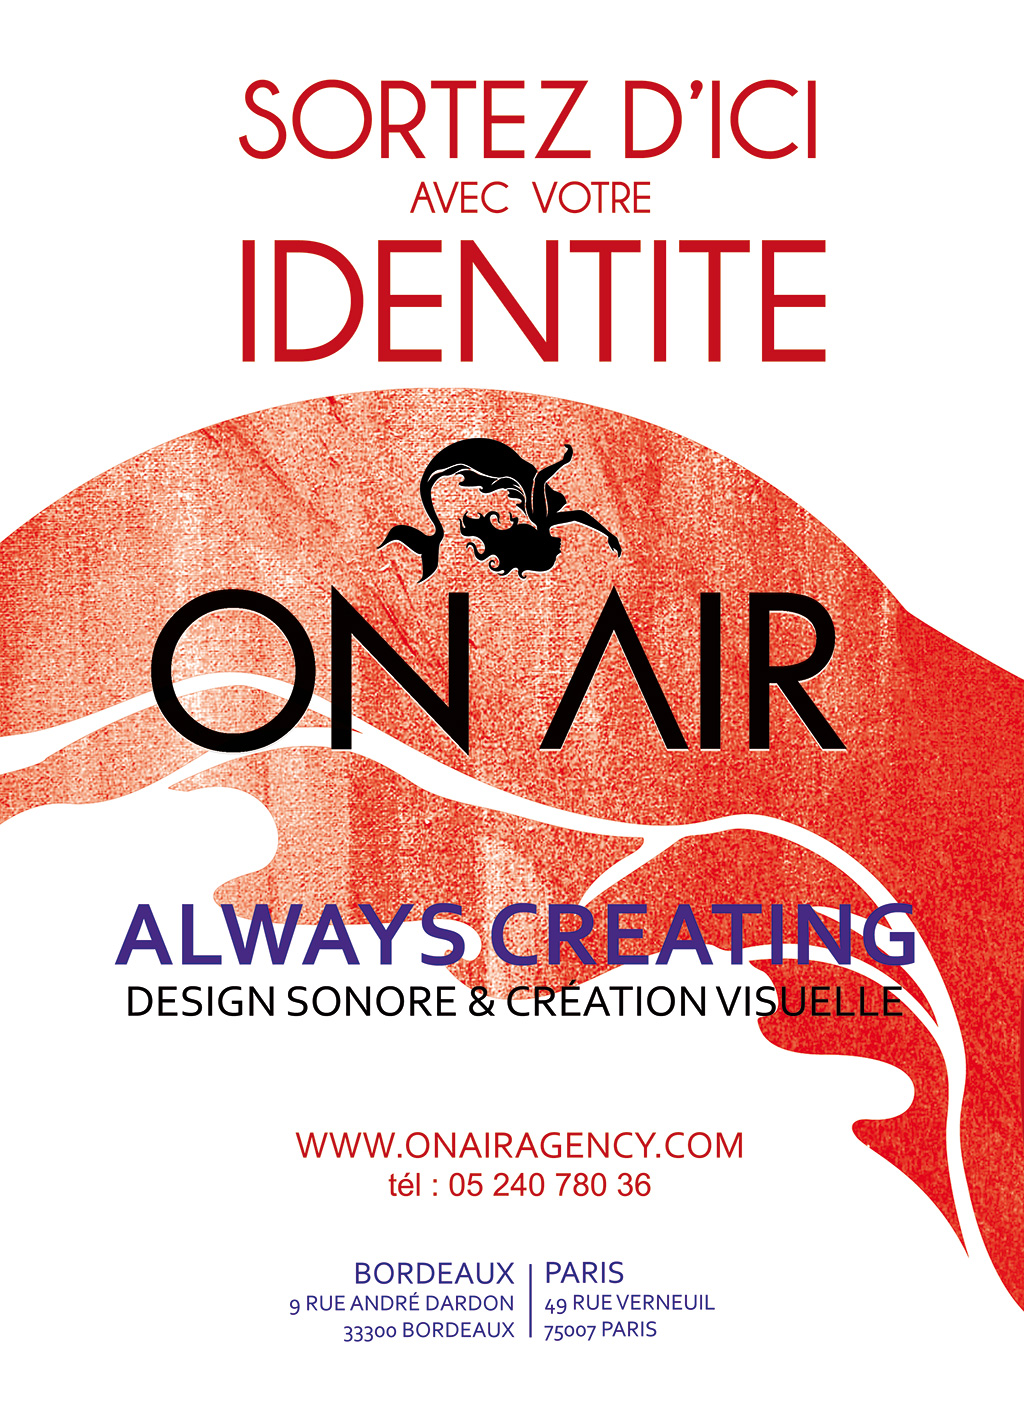 SORTEZ D'ICI
AVEC VOTRE
IDENTITE
ON AIR
ALWAYS CREATING
DESIGN SONORE & CRÉATION VISUELLE
WWW.ONAIRAGENCY.COM
tél : 05 240 780 36
BORDEAUX
9 RUE ANDRÉ DARDON
33300 BORDEAUX
PARIS
49 RUE VERNEUIL
75007 PARIS